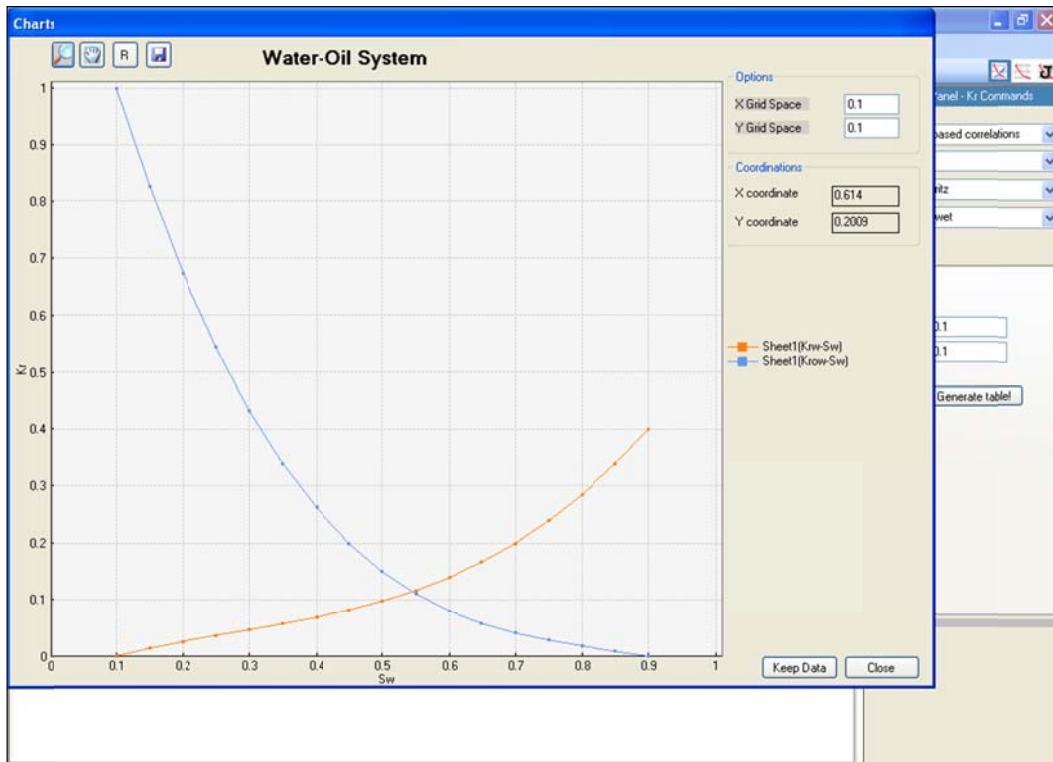 Charts
R
Water-Oil System
Options
X Grid Space 0.1
Y Grid Space 0.1
Coordinations
X coordinate 0.614
Y coordinate 0.2009
Sheet1(Krw-Sw)
Sheet1(Krow-Sw)
1
0.9
0.8
0.7
0.6
0.5
0.4
0.3
0.2
0.1
0
Kr
0 0.1 0.2 0.3 0.4 0.5 0.6 0.7 0.8 0.9 1
Sw
Keep Data Close
anel - Kr Commands
ased correlations
ritz
wet
0.1
0.1
Generate table!